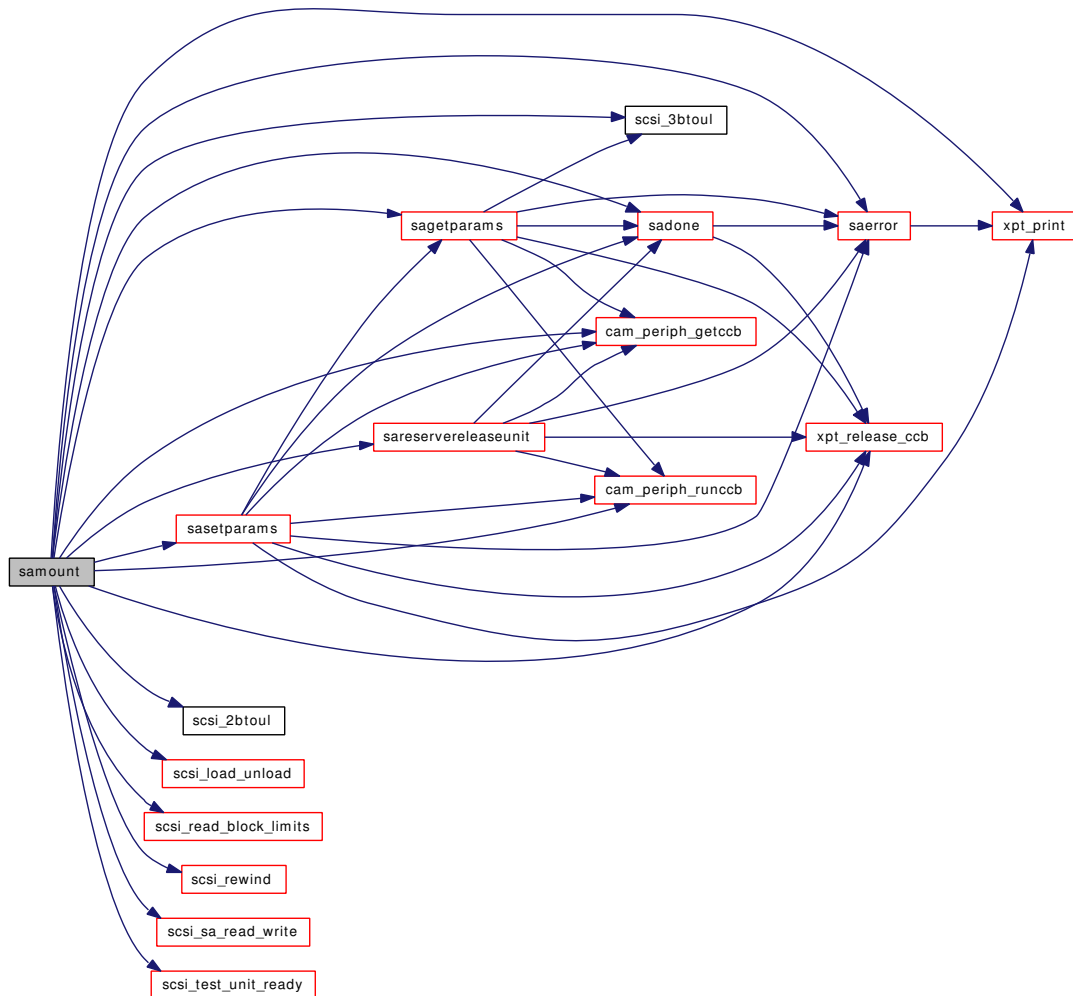 scsi_3btoul
sagetparams
sadone
saerror
xpt_print
cam_periph_getccb
sareservereleaseunit
xpt_release_ccb
cam_periph_runccb
sasetparams
samount
scsi_2btoul
scsi_load_unload
scsi_read_block_limits
scsi_rewind
scsi_sa_read_write
scsi_test_unit_ready